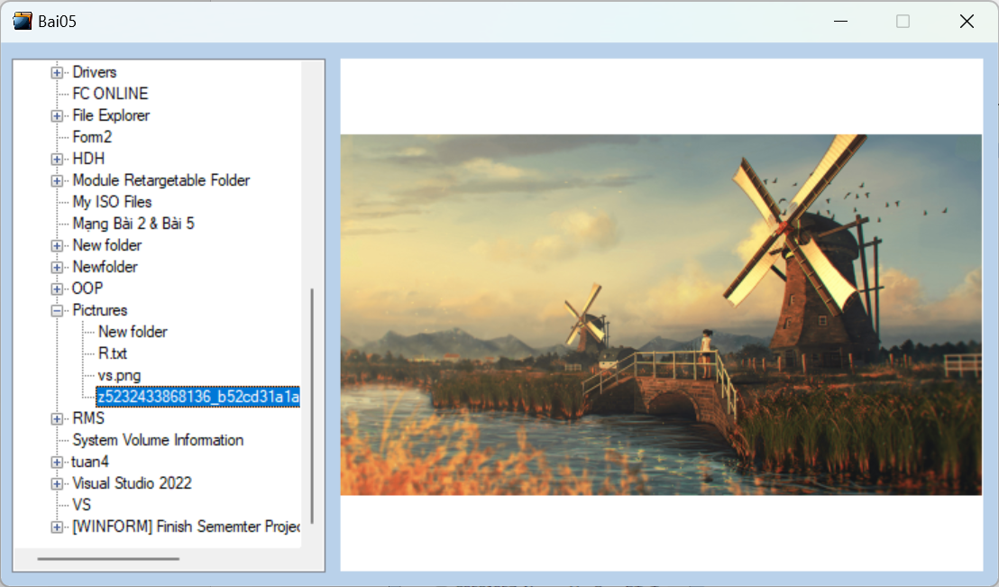 Bai05
Drivers
FC ONLINE
File Explorer
Form2
HDH
Module Retargetable Folder
My ISO Files
Mạng Bài 2 & Bài 5
New folder
Newfolder
OOP
Pictrures
New folder
R.txt
vs.png
z5232433868136_b52cd31a1a
RMS
System Volume Information
tuan4
Visual Studio 2022
VS
[WINFORM] Finish Sememter Projec